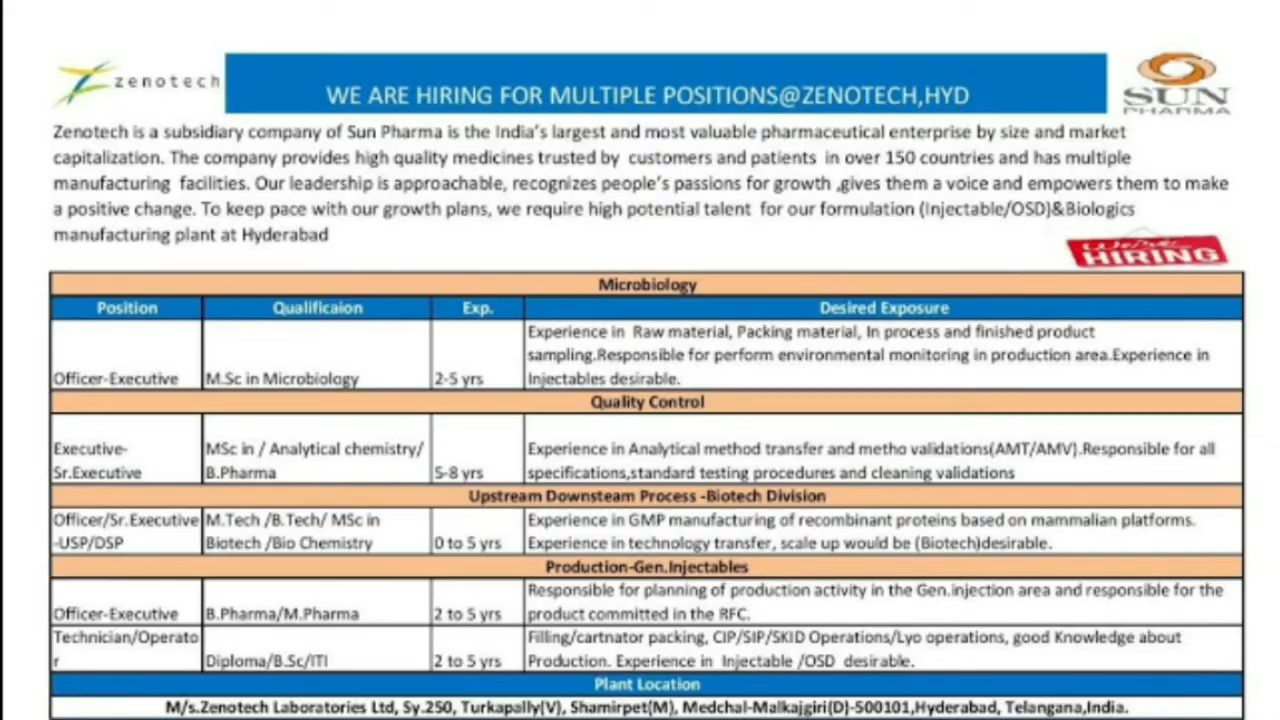 zenotech
WE ARE HIRING FOR MULTIPLE POSITIONS@ZENOTECH,HYD
SUN
PHARMA
Zenotech is a subsidiary company of Sun Pharma is the India's largest and most valuable pharmaceutical enterprise by size and market
capitalization. The company provides high quality medicines trusted by customers and patients in over 150 countries and has multiple
manufacturing facilities. Our leadership is approachable, recognizes people's passions for growth ,gives them a voice and empowers them to make
a positive change. To keep pace with our growth plans, we require high potential talent for our formulation (Injectable/OSD)&Biologics
manufacturing plant at Hyderabad
We're
HIRING
Microbiology
Position Qualificaion Exp. Desired Exposure
Experience in Raw material, Packing material, In process and finished product
sampling.Responsible for perform environmental monitoring in production area.Experience in
Officer-Executive M.Sc in Microbiology 2-5 yrs Injectables desirable.
Quality Control
Executive- MSc in / Analytical chemistry/ Experience in Analytical method transfer and metho validations(AMT/AMV).Responsible for all
Sr.Executive B.Pharma 5-8 yrs specifications,standard testing procedures and cleaning validations
Upstream Downsteam Process -Biotech Division
Officer/Sr.Executive M.Tech /B.Tech/ MSc in Experience in GMP manufacturing of recombinant proteins based on mammalian platforms.
-USP/DSP Biotech /Bio Chemistry 0 to 5 yrs Experience in technology transfer, scale up would be (Biotech)desirable.
Production-Gen.Injectables
Responsible for planning of production activity in the Gen.injection area and responsible for the
Officer-Executive B.Pharma/M.Pharma 2 to 5 yrs product committed in the RFC.
Technician/Operato Filling/cartnator packing, CIP/SIP/SKID Operations/Lyo operations, good Knowledge about
r Diploma/B.Sc/ITI 2 to 5 yrs Production. Experience in Injectable /OSD desirable.
Plant Location
M/s.Zenotech Laboratories Ltd, Sy.250, Turkapally(V), Shamirpet(M), Medchal-Malkajgiri(D)-500101,Hyderabad, Telangana,India.